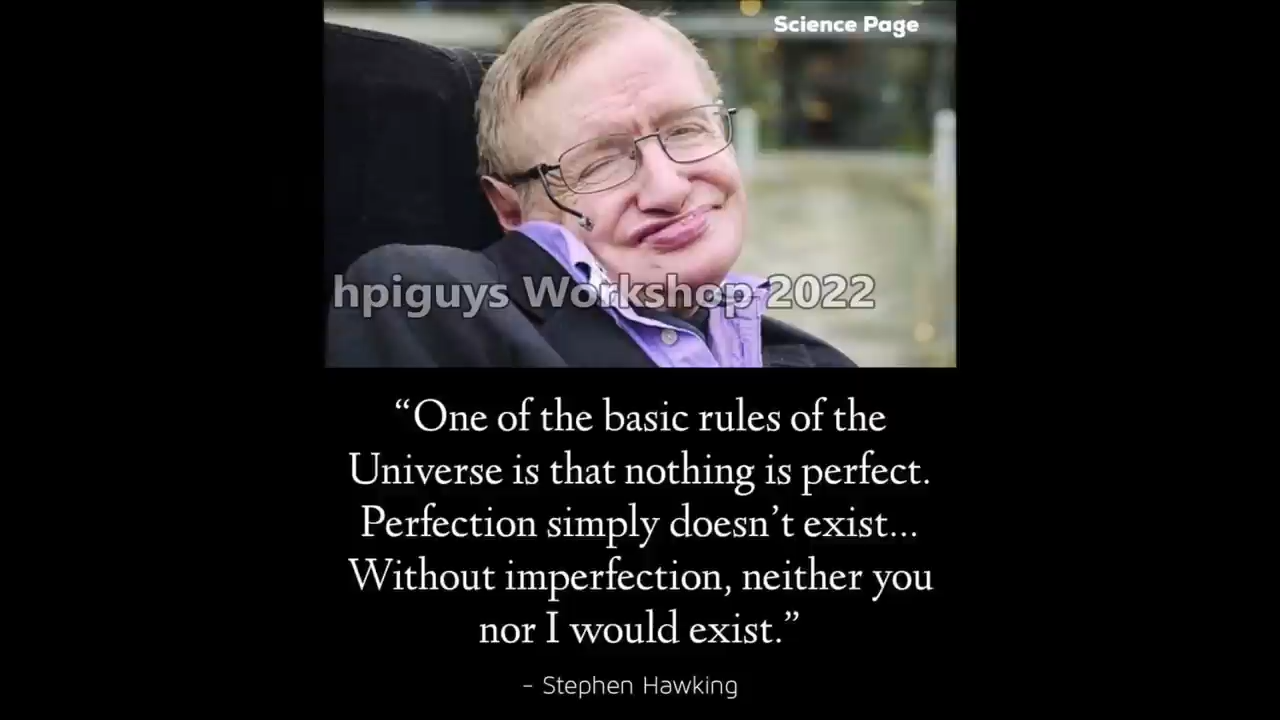 Science Page
hpiguys Workshop 2022
“One of the basic rules of the
Universe is that nothing is perfect.
Perfection simply doesn’t exist...
Without imperfection, neither you
nor I would exist.”
- Stephen Hawking